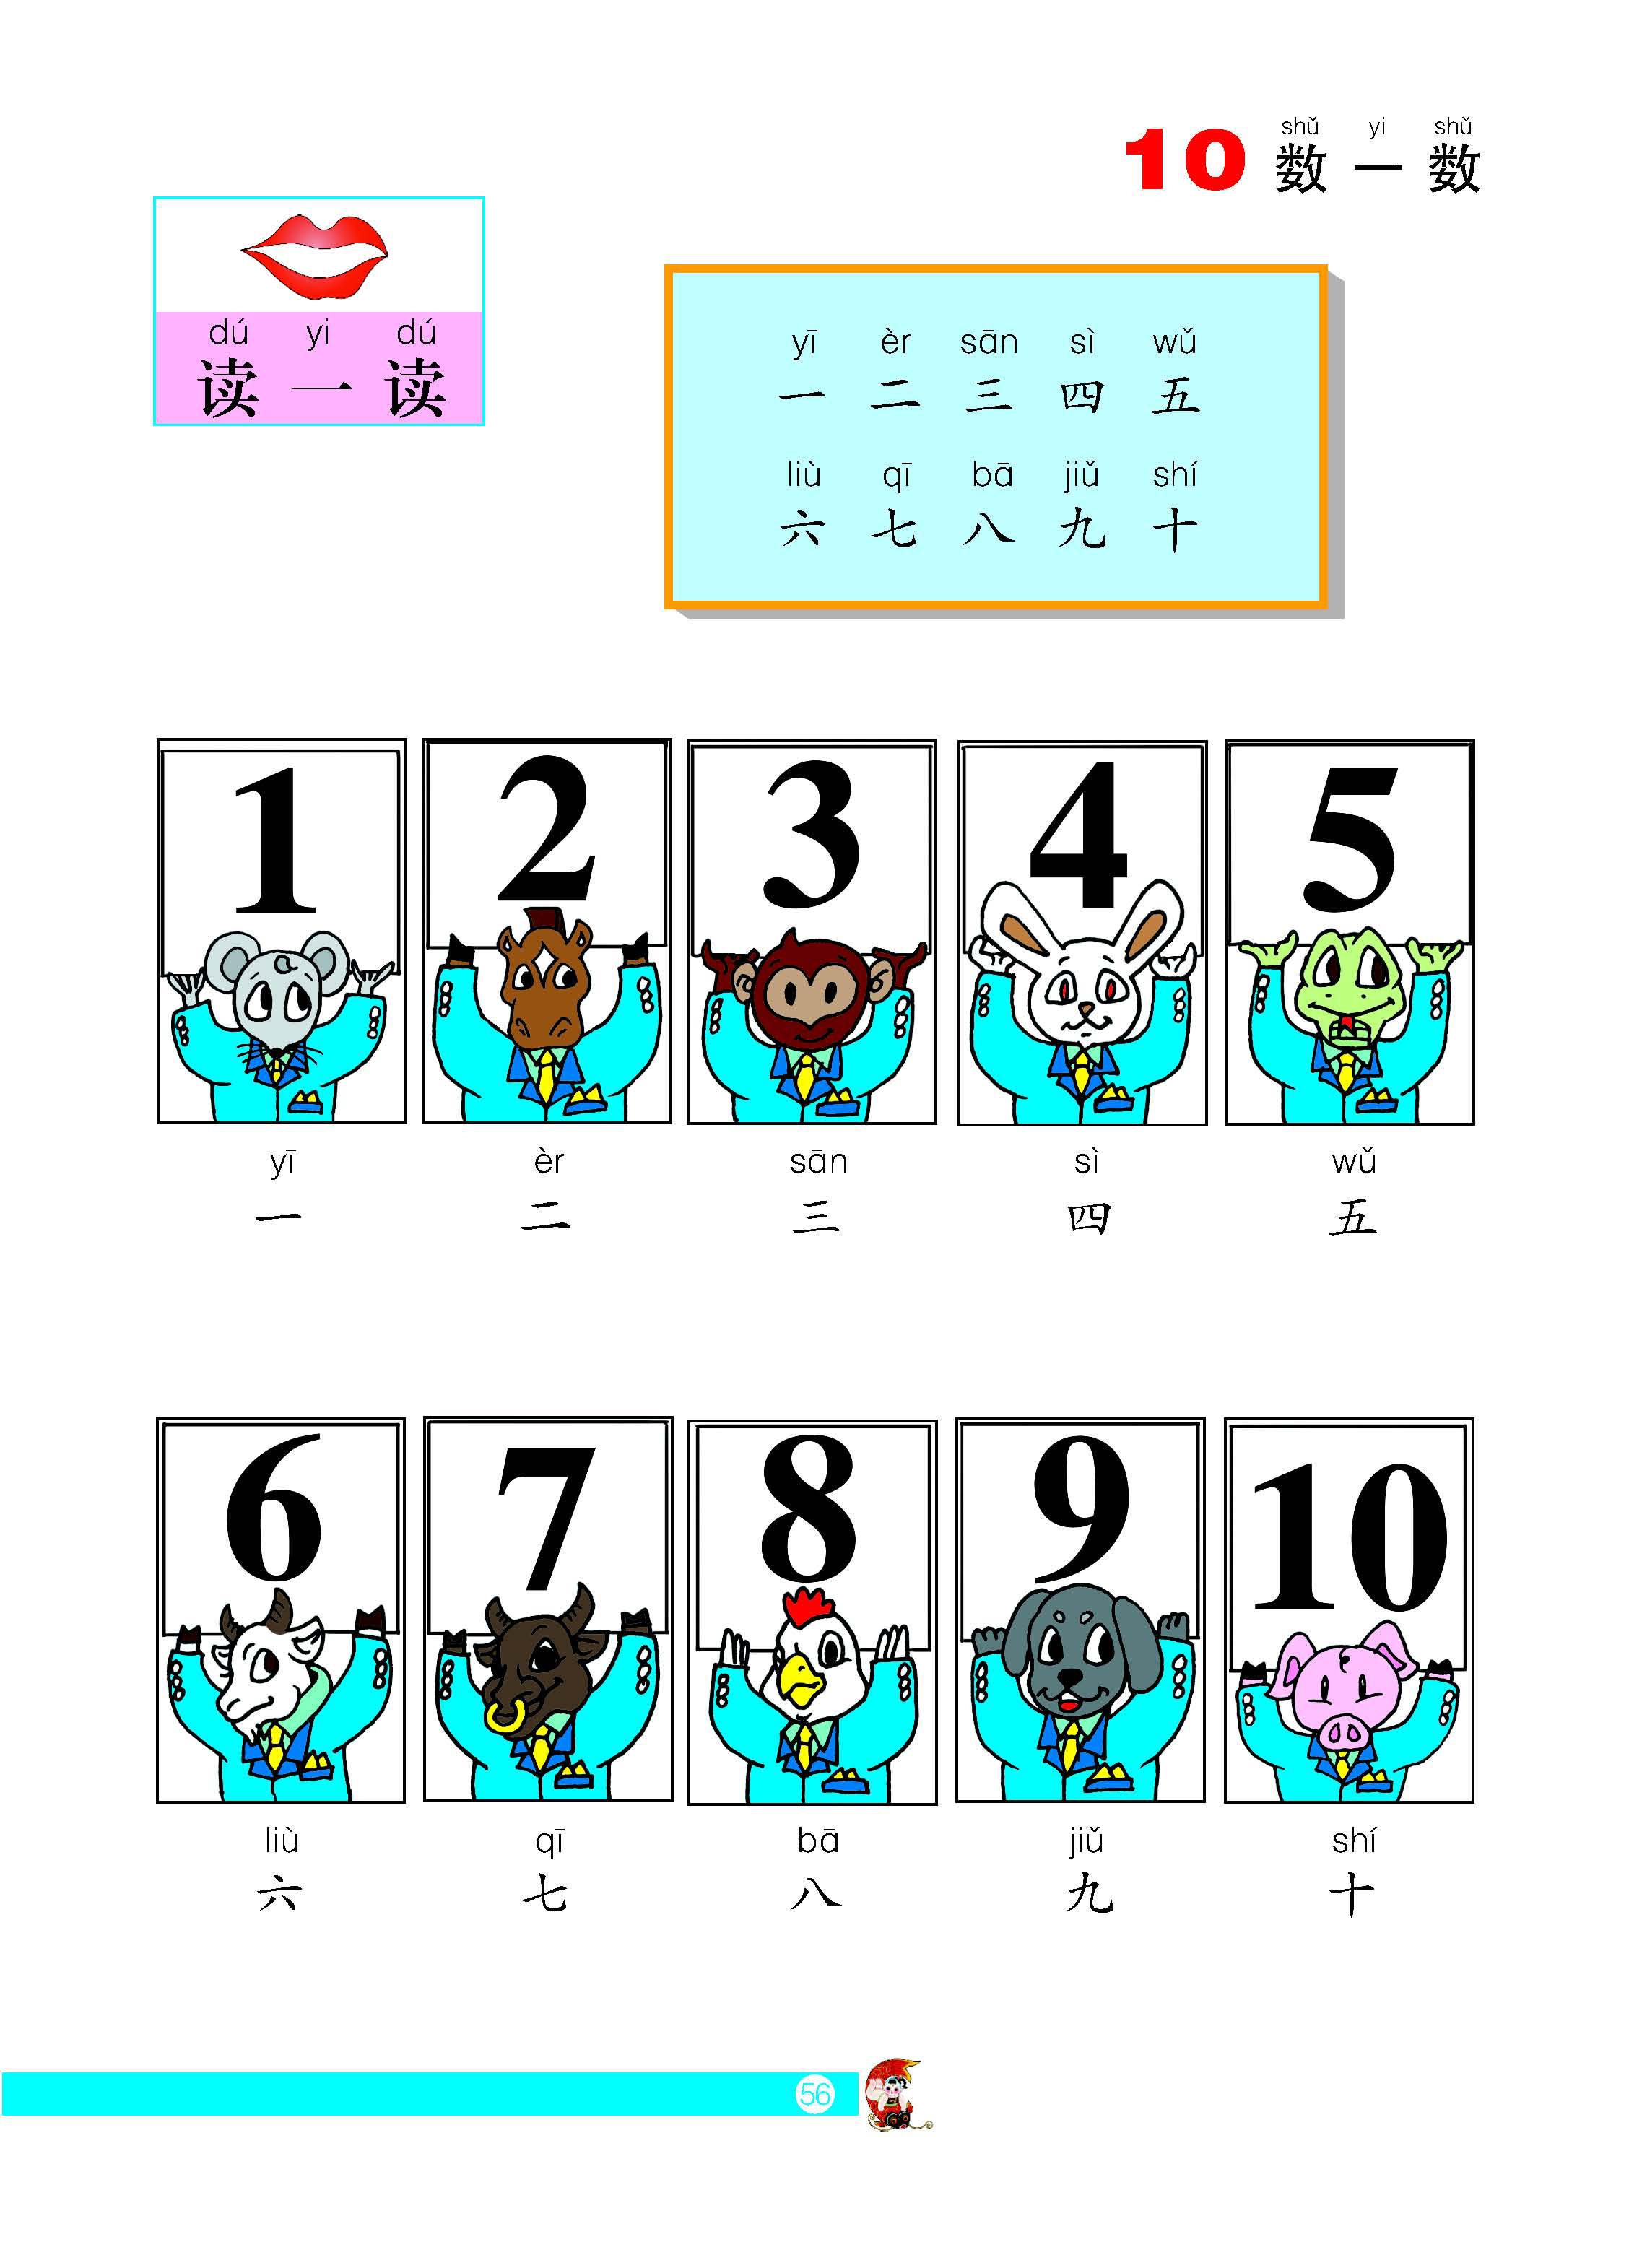 shǔ yi shǔ
10 数一数
dú yi dú
读一读
yī èr sān sì wǔ
一 二 三 四 五
liù qī bā jiǔ shí
六 七 八 九 十
1 2 3 4 5
yī èr sān sì wǔ
一 二 三 四 五
6 7 8 9 10
liù qī bā jiǔ shí
六 七 八 九 十
56